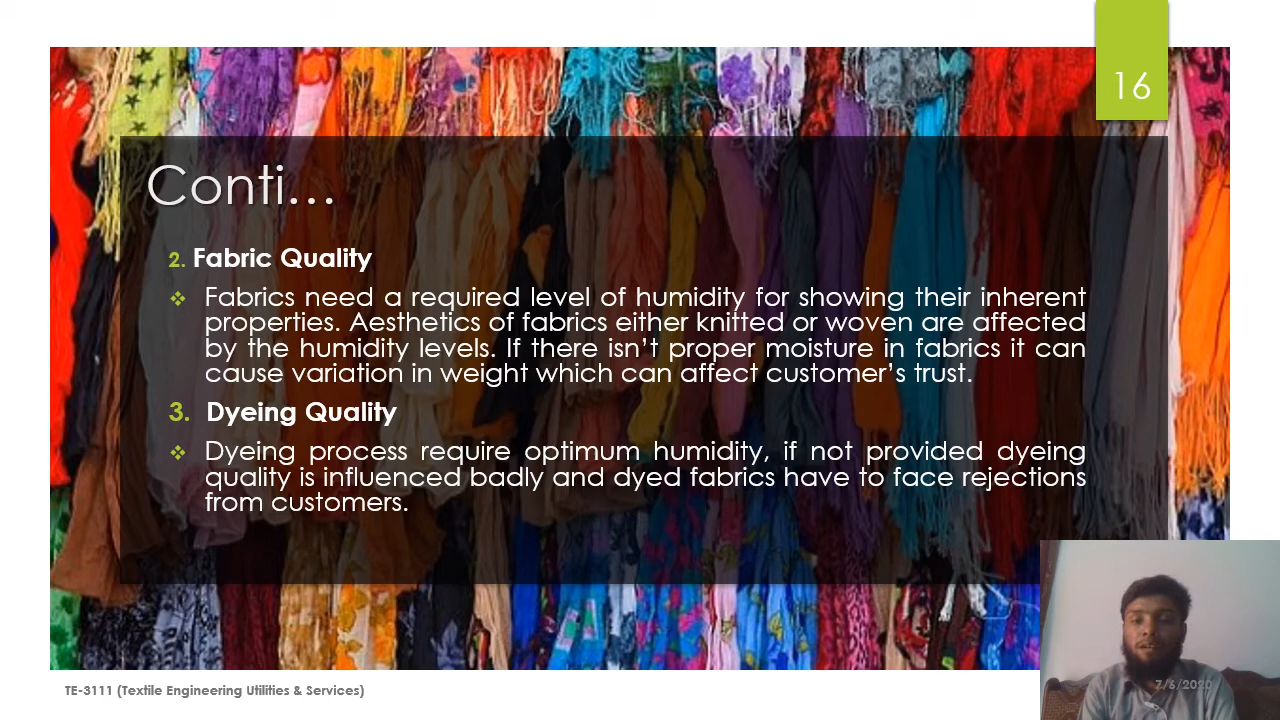 16
Conti…
2. Fabric Quality
❖ Fabrics need a required level of humidity for showing their inherent
properties. Aesthetics of fabrics either knitted or woven are affected
by the humidity levels. If there isn’t proper moisture in fabrics it can
cause variation in weight which can affect customer’s trust.
3. Dyeing Quality
❖ Dyeing process require optimum humidity, if not provided dyeing
quality is influenced badly and dyed fabrics have to face rejections
from customers.
TE-3111 (Textile Engineering Utilities & Services)
7/6/2020